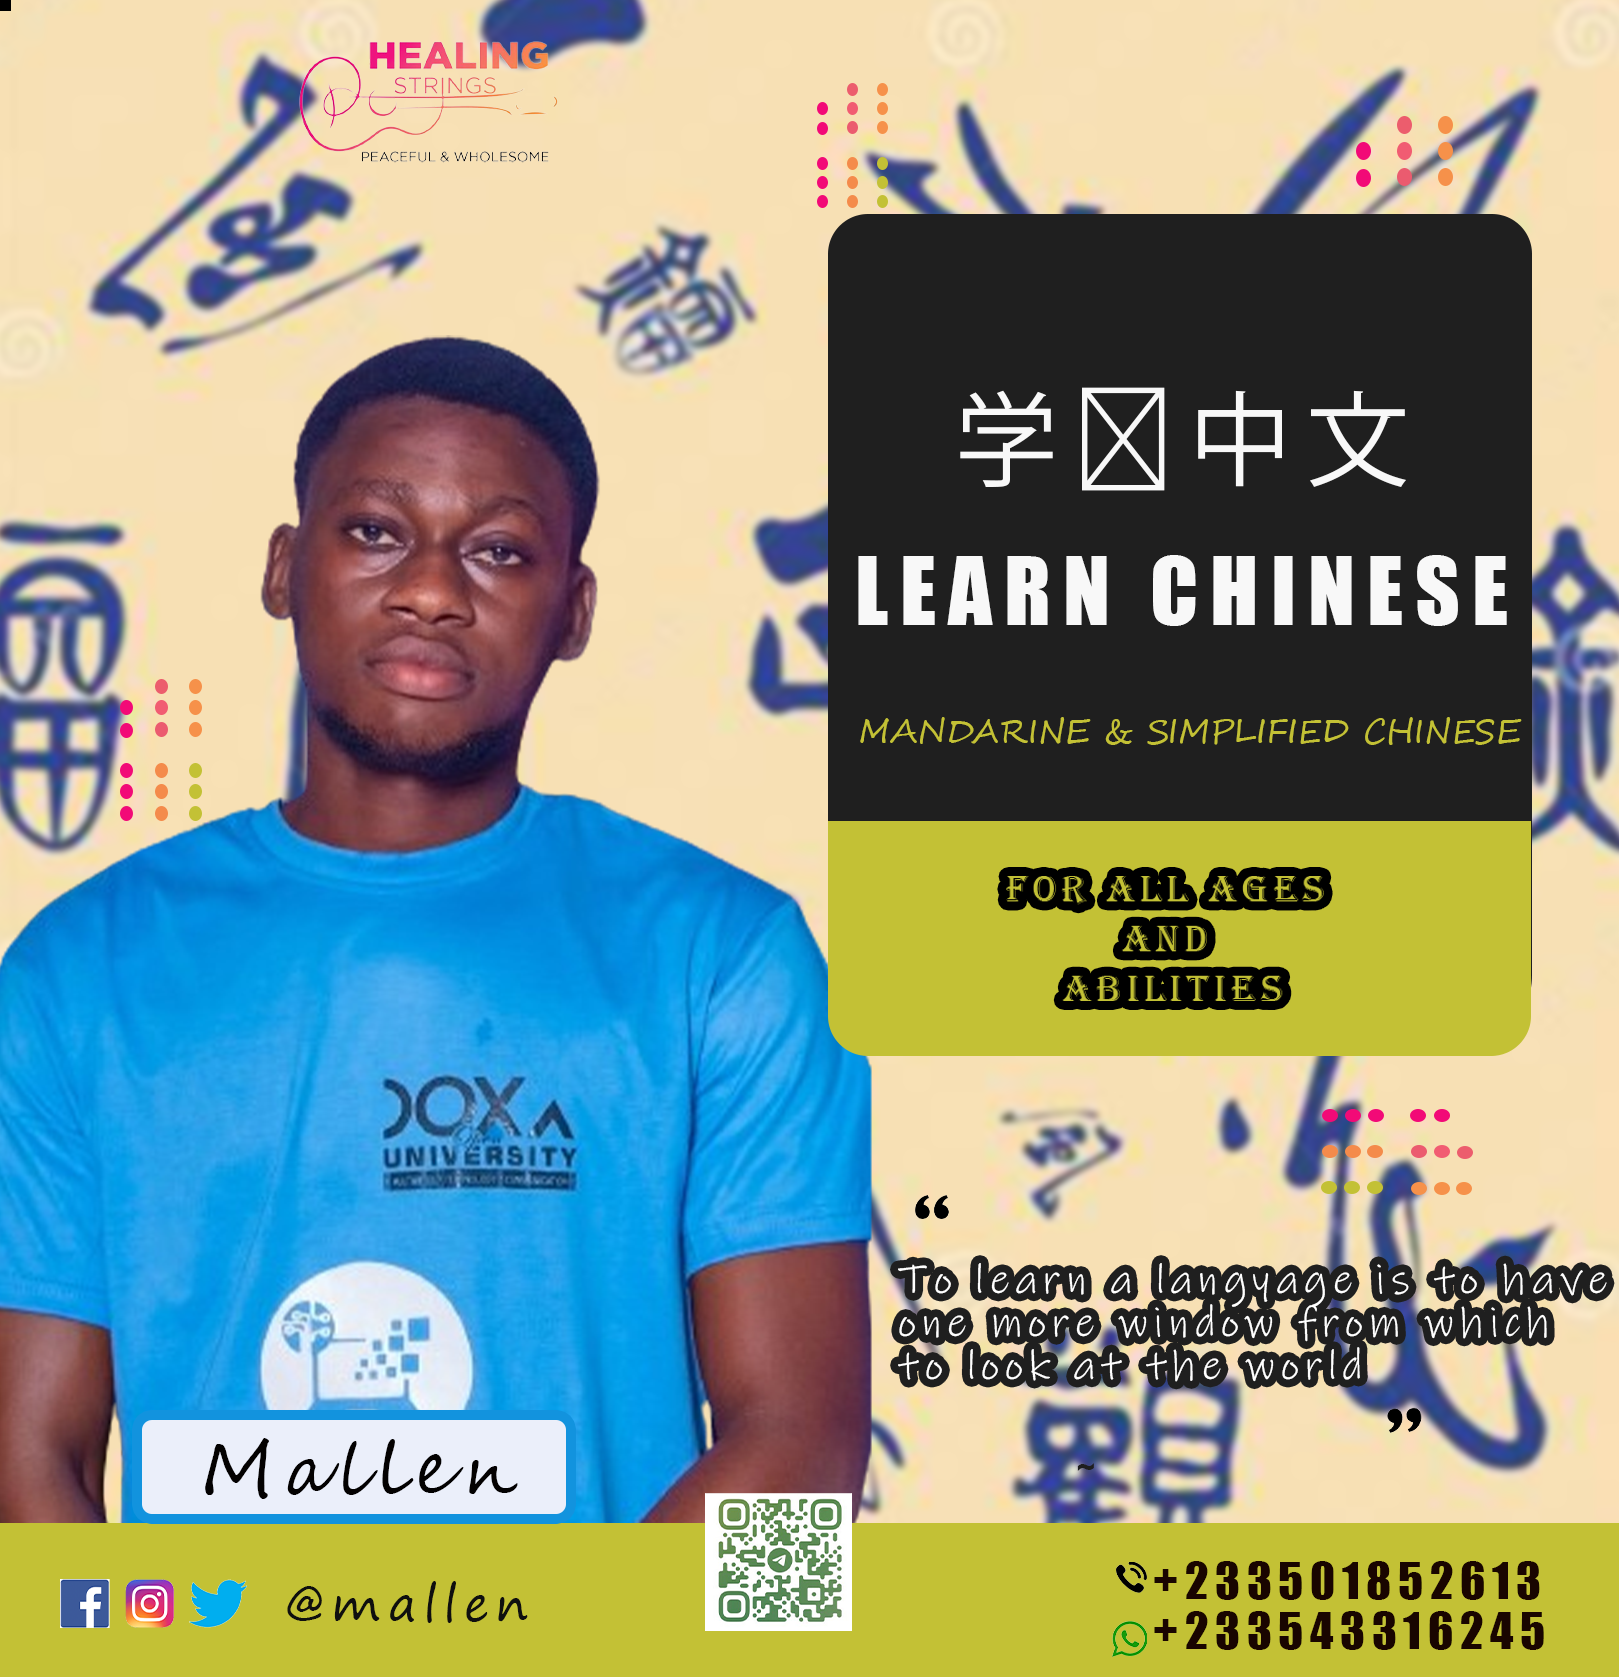 HEALING
STRINGS
PEACEFUL & WHOLESOME
学中文
LEARN CHINESE
MANDARINE & SIMPLIFIED CHINESE
FOR ALL AGES
AND
ABILITIES
DOXA
UNIVERSITY
“
To learn a langyage is to have
one more window from which
to look at the world
”
~
Mallen
@mallen
+233501852613
+233543316245